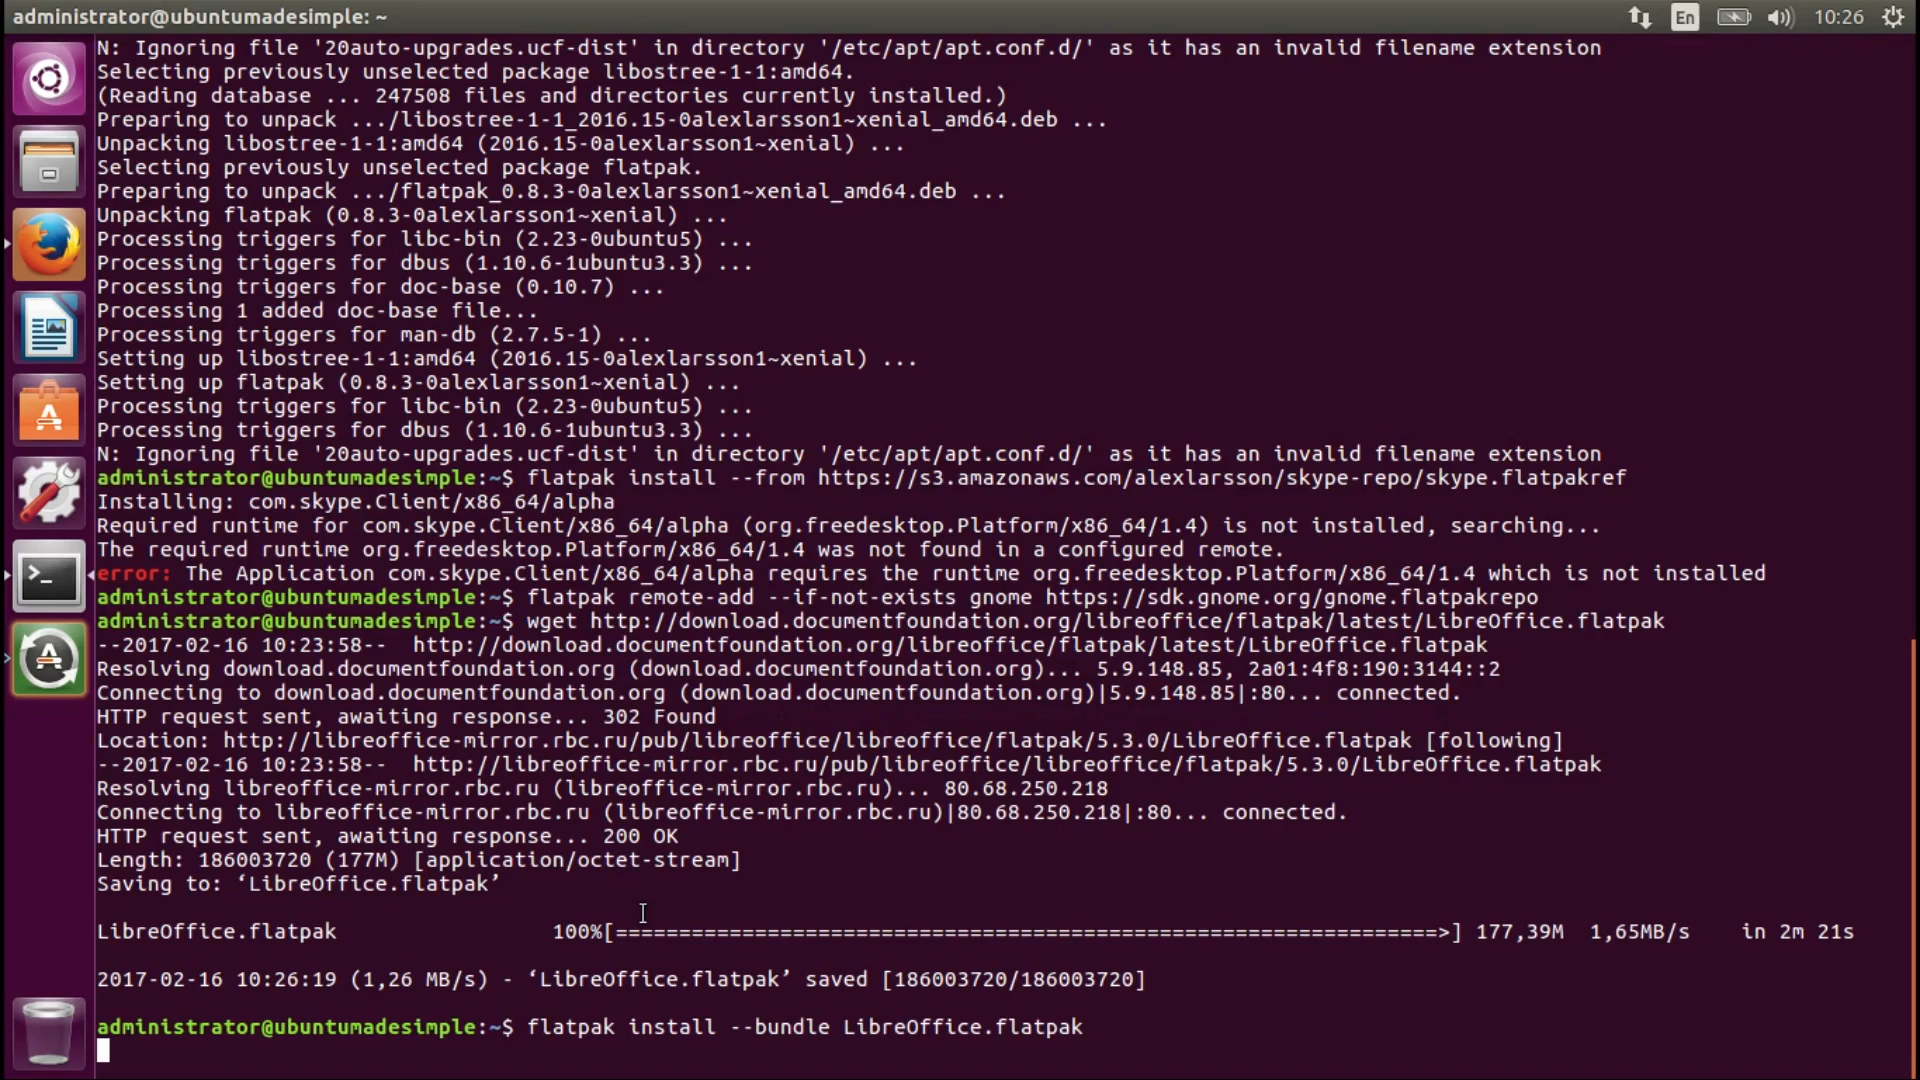 administrator@ubuntumadesimple: ~
En
10:26
N: Ignoring file '20auto-upgrades.ucf-dist' in directory '/etc/apt/apt.conf.d/' as it has an invalid filename extension
Selecting previously unselected package libostree-1-1:amd64.
(Reading database ... 247508 files and directories currently installed.)
Preparing to unpack .../libostree-1-1_2016.15-0alexlarsson1~xenial_amd64.deb ...
Unpacking libostree-1-1:amd64 (2016.15-0alexlarsson1~xenial) ...
Selecting previously unselected package flatpak.
Preparing to unpack .../flatpak_0.8.3-0alexlarsson1~xenial_amd64.deb ...
Unpacking flatpak (0.8.3-0alexlarsson1~xenial) ...
Processing triggers for libc-bin (2.23-0ubuntu5) ...
Processing triggers for dbus (1.10.6-1ubuntu3.3) ...
Processing triggers for doc-base (0.10.7) ...
Processing 1 added doc-base file...
Processing triggers for man-db (2.7.5-1) ...
Setting up libostree-1-1:amd64 (2016.15-0alexlarsson1~xenial) ...
Setting up flatpak (0.8.3-0alexlarsson1~xenial) ...
Processing triggers for libc-bin (2.23-0ubuntu5) ...
Processing triggers for dbus (1.10.6-1ubuntu3.3) ...
N: Ignoring file '20auto-upgrades.ucf-dist' in directory '/etc/apt/apt.conf.d/' as it has an invalid filename extension
administrator@ubuntumadesimple:~$ flatpak install --from https://s3.amazonaws.com/alexlarsson/skype-repo/skype.flatpakref
Installing: com.skype.Client/x86_64/alpha
Required runtime for com.skype.Client/x86_64/alpha (org.freedesktop.Platform/x86_64/1.4) is not installed, searching...
The required runtime org.freedesktop.Platform/x86_64/1.4 was not found in a configured remote.
error: The Application com.skype.Client/x86_64/alpha requires the runtime org.freedesktop.Platform/x86_64/1.4 which is not installed
administrator@ubuntumadesimple:~$ flatpak remote-add --if-not-exists gnome https://sdk.gnome.org/gnome.flatpakrepo
administrator@ubuntumadesimple:~$ wget http://download.documentfoundation.org/libreoffice/flatpak/latest/LibreOffice.flatpak
--2017-02-16 10:23:58--  http://download.documentfoundation.org/libreoffice/flatpak/latest/LibreOffice.flatpak
Resolving download.documentfoundation.org (download.documentfoundation.org)... 5.9.148.85, 2a01:4f8:190:3144::2
Connecting to download.documentfoundation.org (download.documentfoundation.org)|5.9.148.85|:80... connected.
HTTP request sent, awaiting response... 302 Found
Location: http://libreoffice-mirror.rbc.ru/pub/libreoffice/libreoffice/flatpak/5.3.0/LibreOffice.flatpak [following]
--2017-02-16 10:23:58--  http://libreoffice-mirror.rbc.ru/pub/libreoffice/libreoffice/flatpak/5.3.0/LibreOffice.flatpak
Resolving libreoffice-mirror.rbc.ru (libreoffice-mirror.rbc.ru)... 80.68.250.218
Connecting to libreoffice-mirror.rbc.ru (libreoffice-mirror.rbc.ru)|80.68.250.218|:80... connected.
HTTP request sent, awaiting response... 200 OK
Length: 186003720 (177M) [application/octet-stream]
Saving to: ‘LibreOffice.flatpak’
LibreOffice.flatpak 100%[=================================================================>] 177,39M 1,65MB/s in 2m 21s
2017-02-16 10:26:19 (1,26 MB/s) - ‘LibreOffice.flatpak’ saved [186003720/186003720]
administrator@ubuntumadesimple:~$ flatpak install --bundle LibreOffice.flatpak